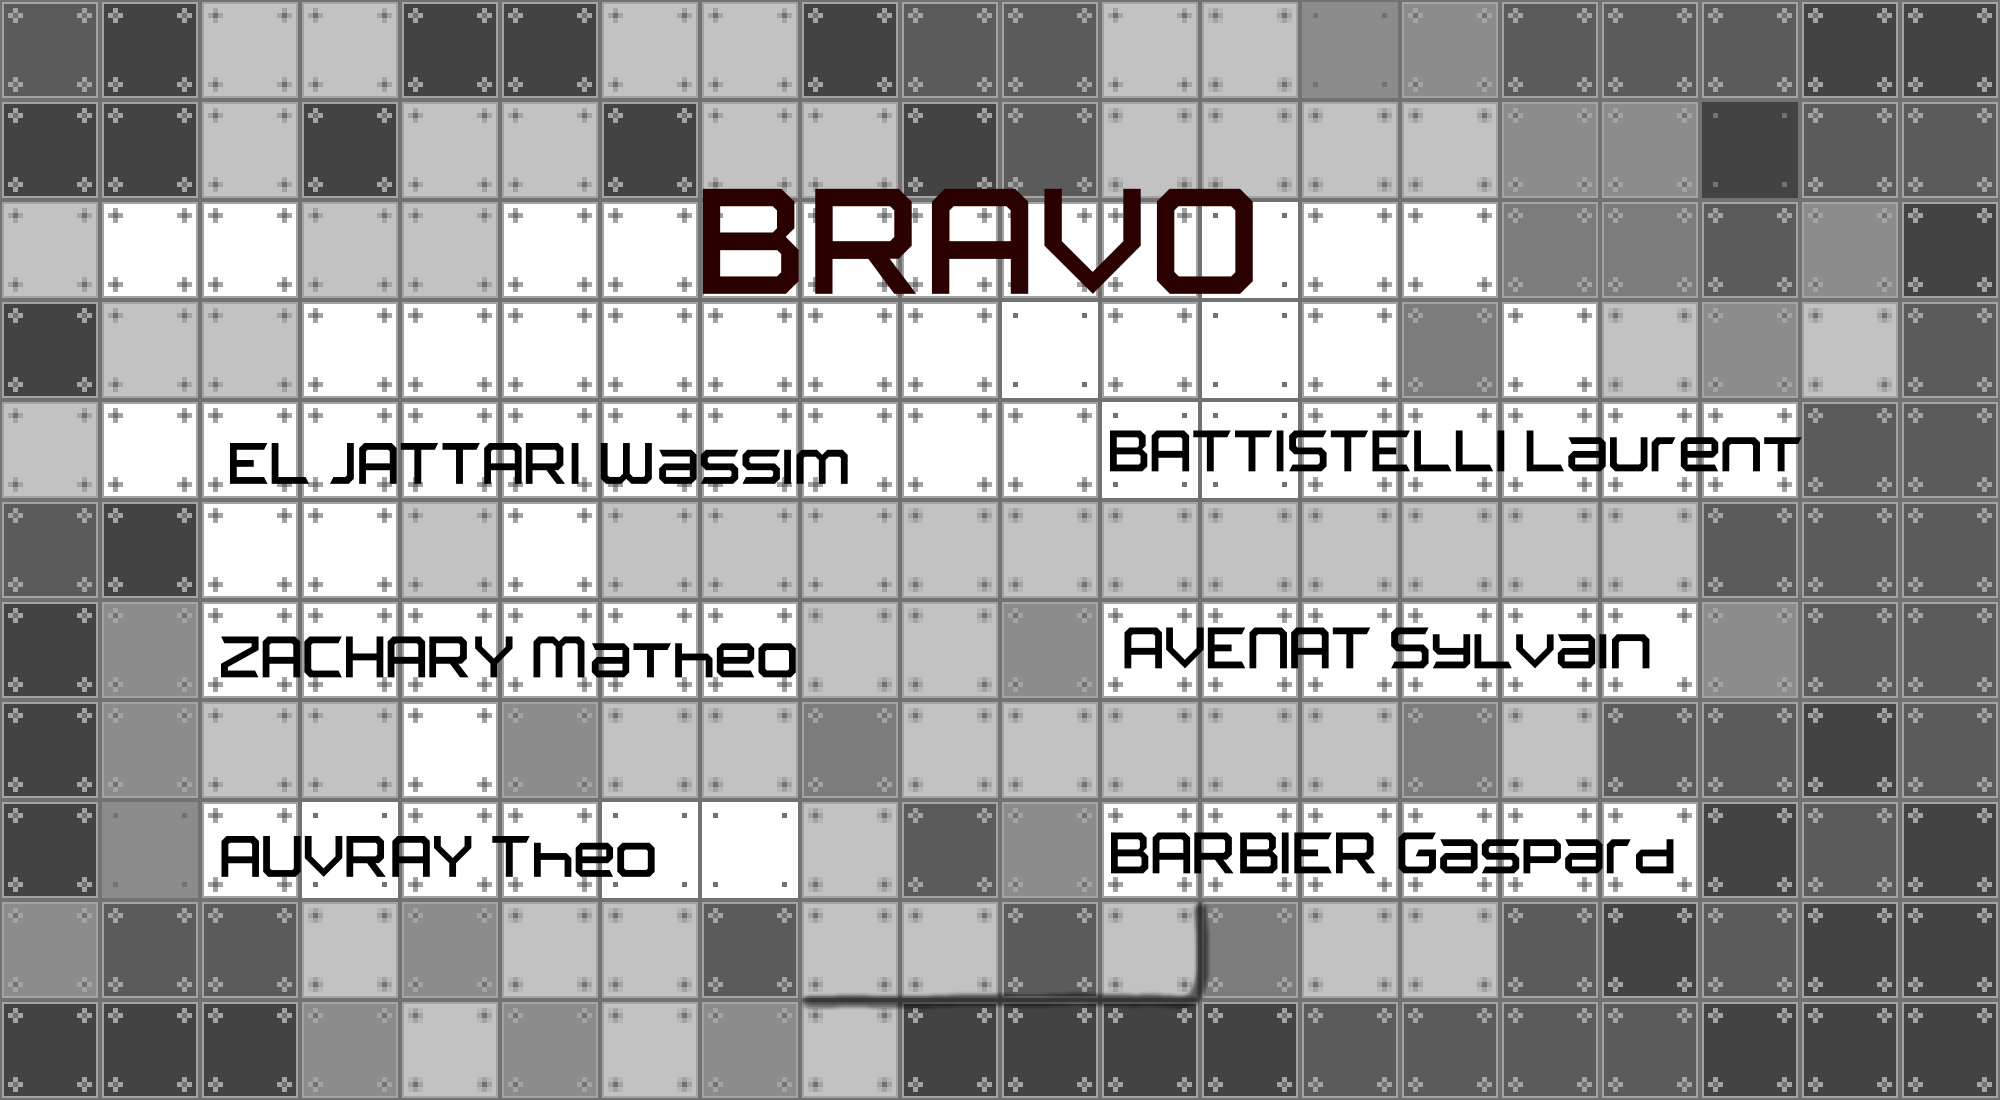 BRAVO
EL JATTARI Wassim
BATTISTELLI Laurent
ZACHARY Matheo
AVENAT Sylvain
AUVRAY Theo
BARBIER Gaspard